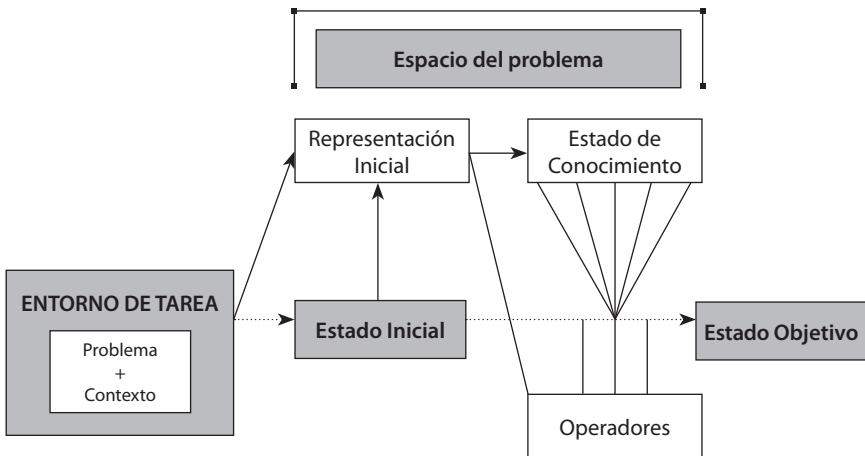 Espacio del problema
Representación
Inicial
Estado de
Conocimiento
ENTORNO DE TAREA
Problema
+
Contexto
Estado Inicial
Estado Objetivo
Operadores